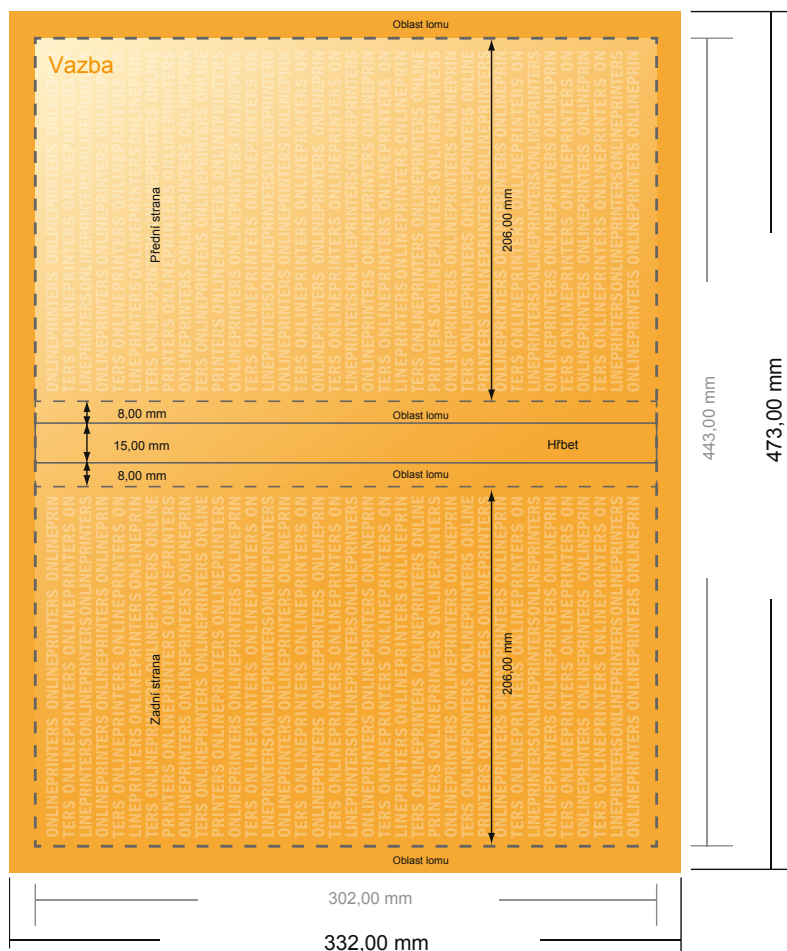 Oblast lomu
Vazba
Přední strana
206,00 mm
8,00 mm
Oblast lomu
15,00 mm
Hřbet
8,00 mm
Oblast lomu
Zadní strana
206,00 mm
Oblast lomu
443,00 mm
473,00 mm
302,00 mm
332,00 mm